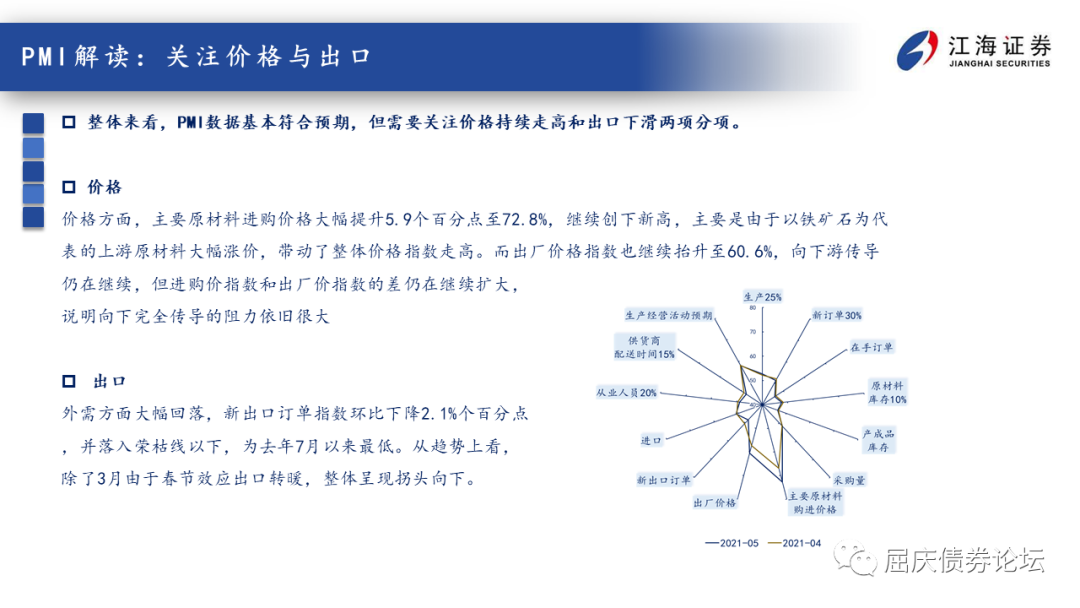 PMI解读：关注价格与出口
江海证券
JIANGHAI SECURITIES
整体来看，PMI数据基本符合预期，但需要关注价格持续走高和出口下滑两项分项。
价格
价格方面，主要原材料进购价格大幅提升5.9个百分点至72.8%，继续创下新高，主要是由于以铁矿石为代
表的上游原材料大幅涨价，带动了整体价格指数走高。而出厂价格指数也继续抬升至60.6%，向下游传导
仍在继续，但进购价指数和出厂价指数的差仍在继续扩大，
说明向下完全传导的阻力依旧很大
出口
外需方面大幅回落，新出口订单指数环比下降2.1%个百分点
，并落入荣枯线以下，为去年7月以来最低。从趋势上看，
除了3月由于春节效应出口转暖，整体呈现拐头向下。
生产25%
新订单30%
在手订单
原材料
库存10%
产成品
库存
采购量
主要原材料
购进价格
出厂价格
新出口订单
进口
从业人员20%
供货商
配送时间15%
生产经营活动预期
80
70
60
50
40
2021-05
2021-04
屈庆债券论坛